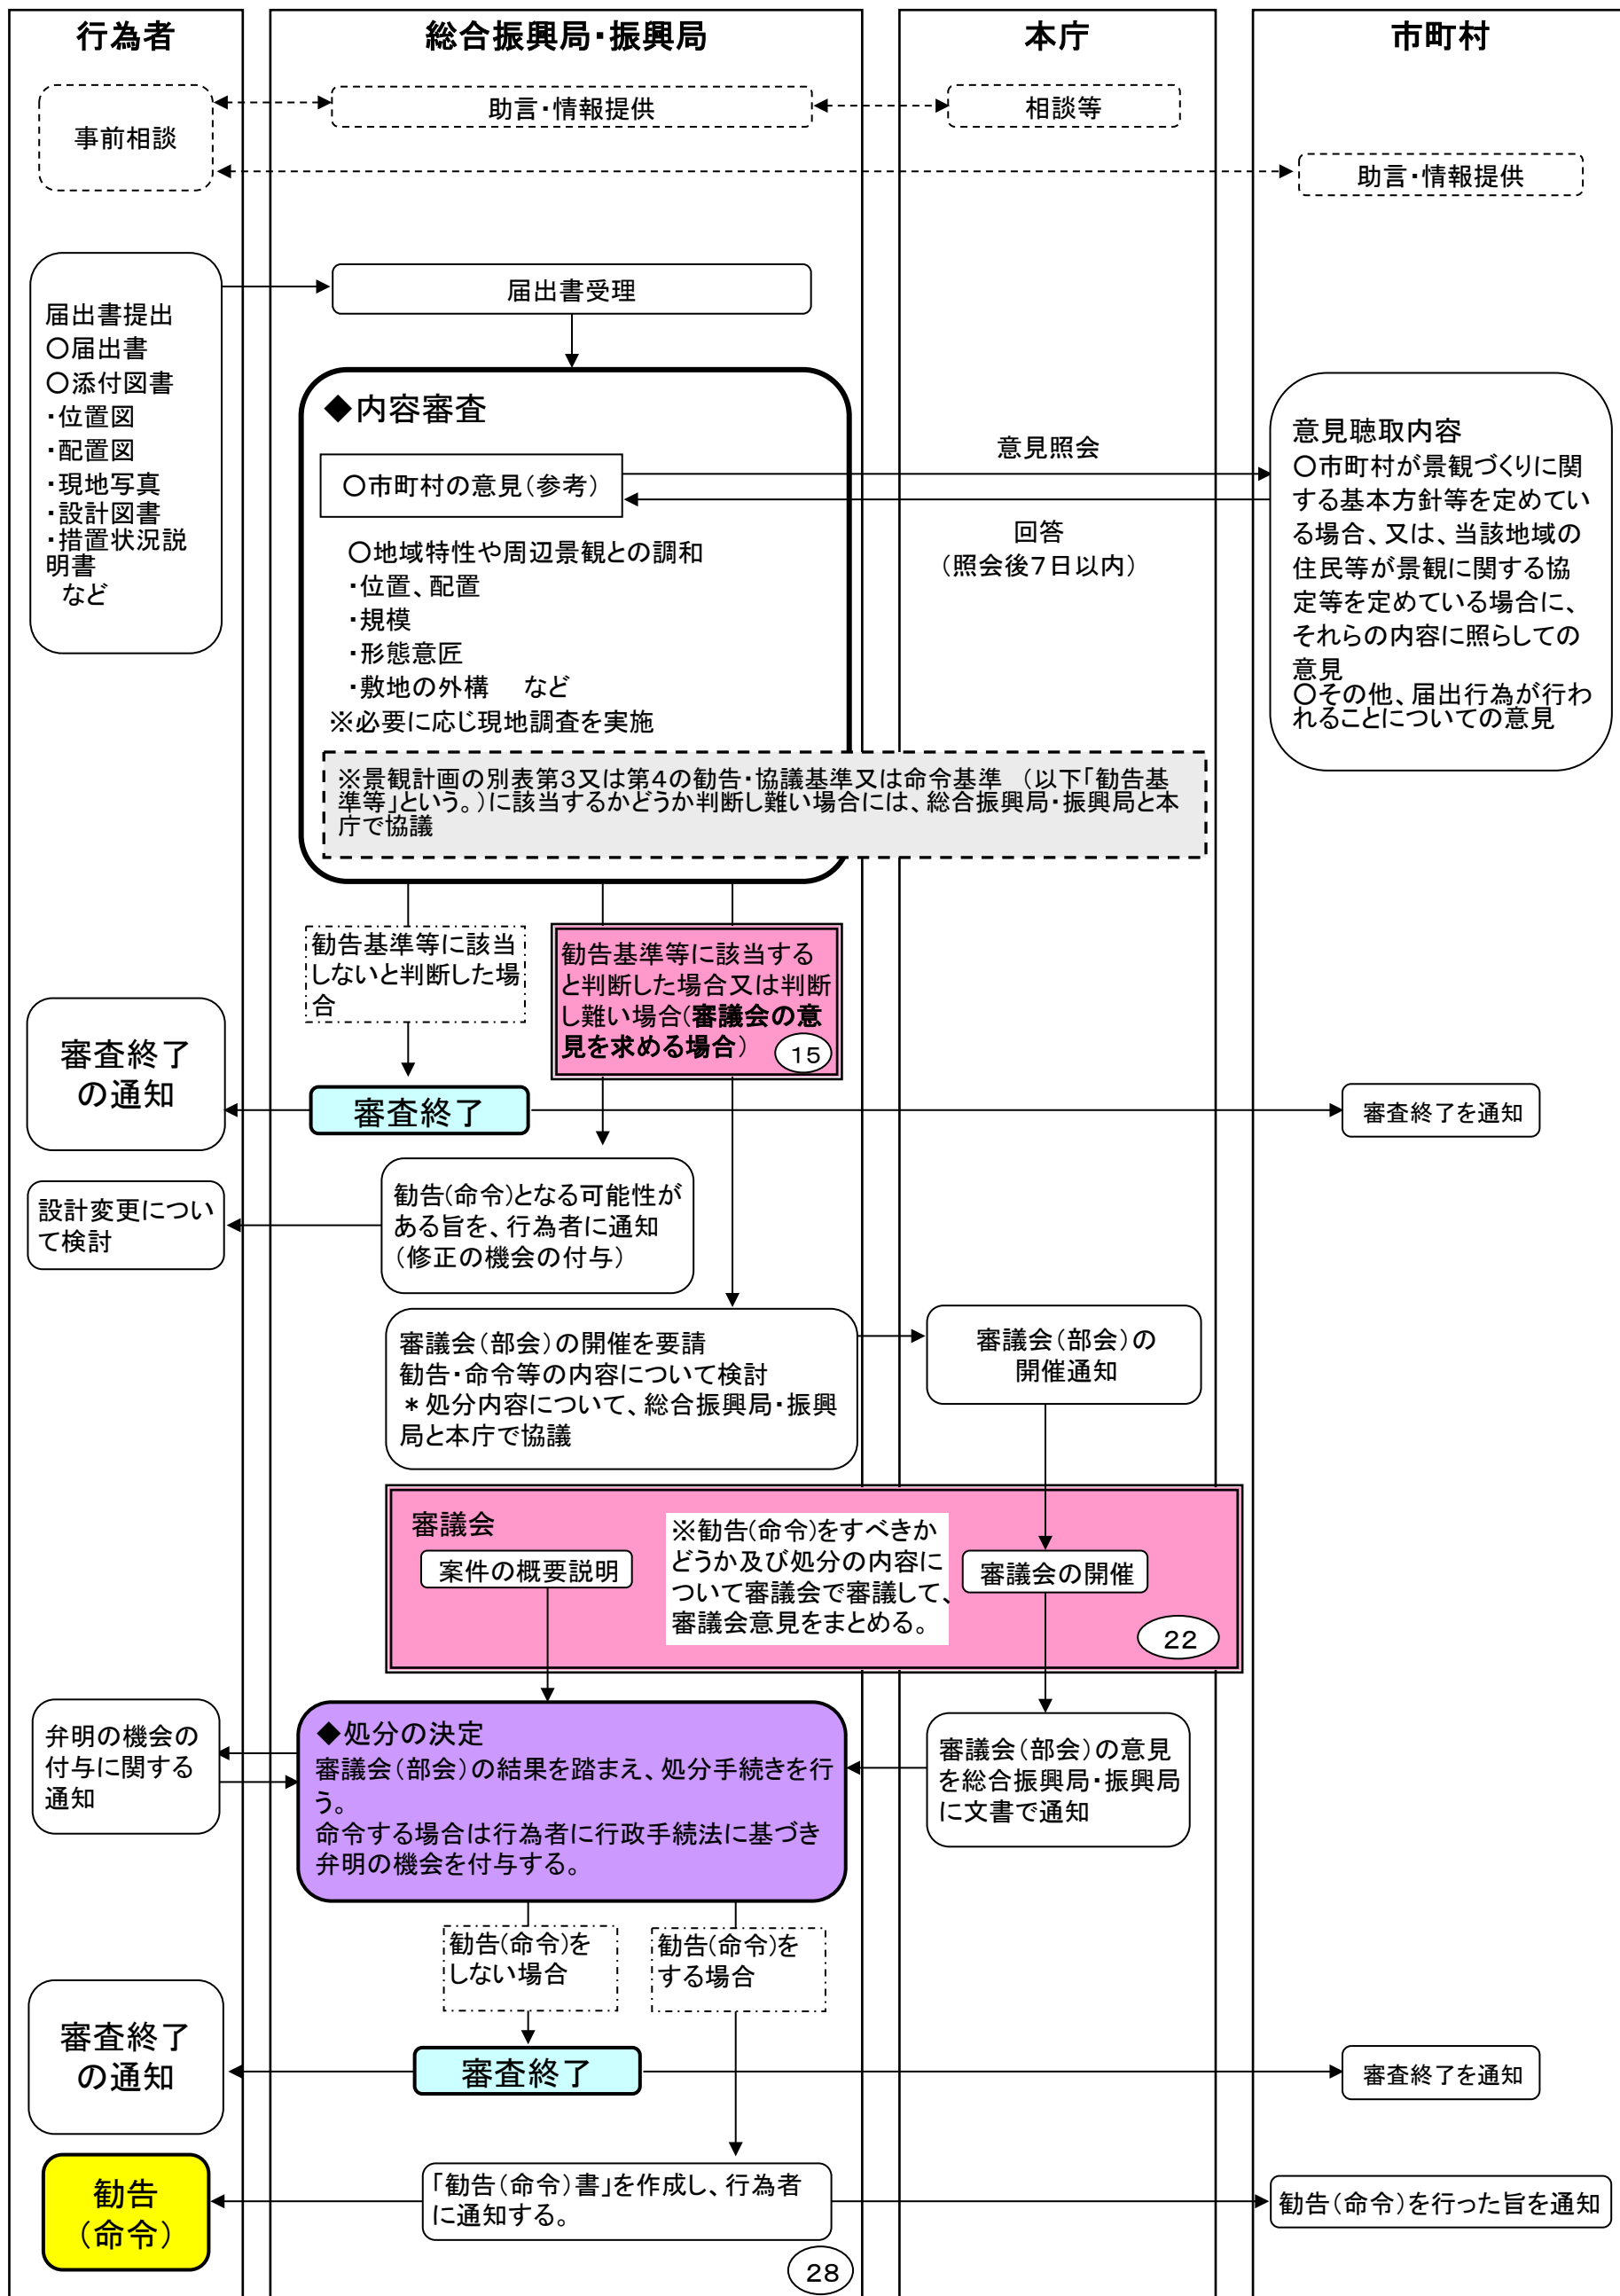 行為者
総合振興局・振興局
本庁
市町村
事前相談
助言・情報提供
相談等
助言・情報提供
届出書提出
○届出書
○添付図書
・位置図
・配置図
・現地写真
・設計図書
・措置状況説
明書
など
届出書受理
◆内容審査
○市町村の意見(参考)
○地域特性や周辺景観との調和
・位置、配置
・規模
・形態意匠
・敷地の外構　など
※必要に応じ現地調査を実施
意見照会
回答
(照会後7日以内)
意見聴取内容
○市町村が景観づくりに関
する基本方針等を定めてい
る場合、又は、当該地域の
住民等が景観に関する協
定等を定めている場合に、
それらの内容に照らしての
意見
○その他、届出行為が行わ
れることについての意見
※景観計画の別表第3又は第4の勧告・協議基準又は命令基準 (以下「勧告基
準等」という。)に該当するかどうか判断し難い場合には、総合振興局・振興局と本
庁で協議
勧告基準等に該当
しないと判断した場
合
勧告基準等に該当する
と判断した場合又は判断
し難い場合(審議会の意
見を求める場合)
15
審査終了
の通知
審査終了
審査終了を通知
設計変更につい
て検討
勧告(命令)となる可能性が
ある旨を、行為者に通知
(修正の機会の付与)
審議会(部会)の開催を要請
勧告・命令等の内容について検討
*処分内容について、総合振興局・振興
局と本庁で協議
審議会(部会)の
開催通知
審議会
案件の概要説明
※勧告(命令)をすべきか
どうか及び処分の内容に
ついて審議会で審議して、
審議会意見をまとめる。
審議会の開催
22
弁明の機会の
付与に関する
通知
◆処分の決定
審議会(部会)の結果を踏まえ、処分手続きを行
う。
命令する場合は行為者に行政手続法に基づき
弁明の機会を付与する。
審議会(部会)の意見
を総合振興局・振興局
に文書で通知
勧告(命令)を
しない場合
勧告(命令)を
する場合
審査終了
の通知
審査終了
審査終了を通知
勧告
(命令)
「勧告(命令)書」を作成し、行為者
に通知する。
勧告(命令)を行った旨を通知
28